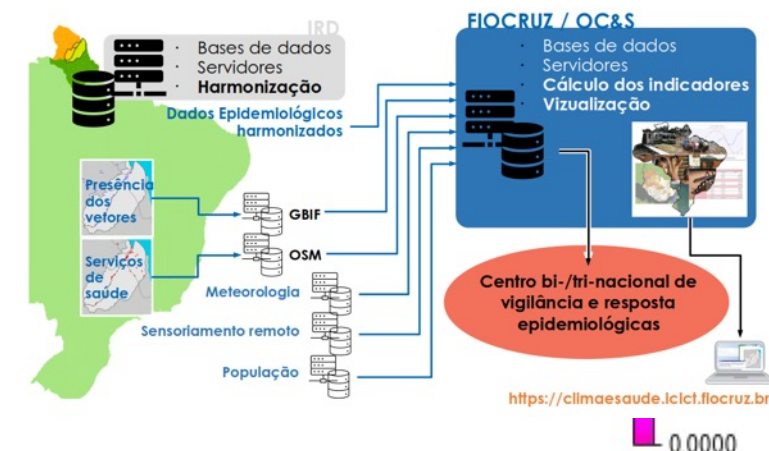 IRD
· Bases de dados
· Servidores
· Harmonização
Dados Epidemiológicos
harmonizados
FIOCRUZ / OC&S
· Bases de dados
· Servidores
· Cálculo dos indicadores
· Vizualização
Presência
dos
vetores
GBIF
Serviços
de
saúde
OSM
Meteorologia
Sensoriamento remoto
População
Centro bi-/tri-nacional de
vigilância e resposta
epidemiológicas
https://climaesaude.icict.fiocruz.br
0.0000